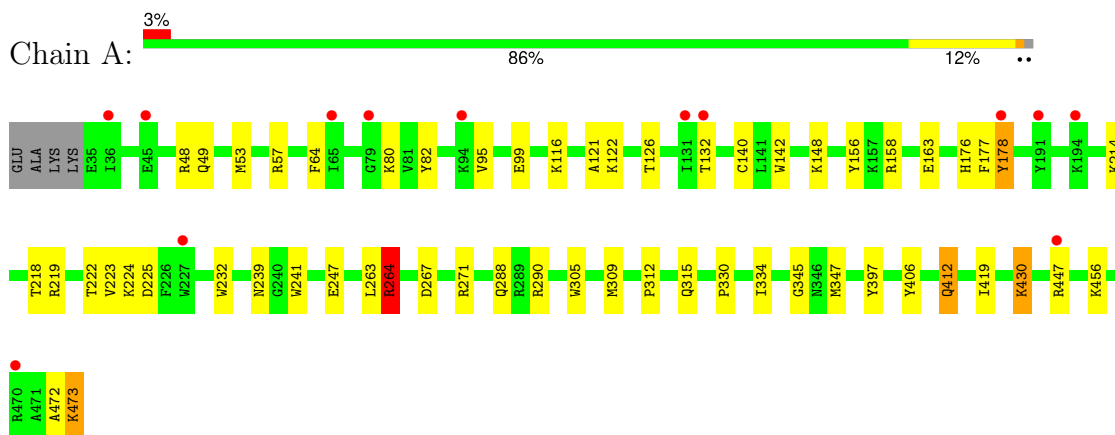 3%
Chain A:
86% 12% ••
GLU ALA LYS LYS E35 I36 E45 R48 Q49 M53 R57 F64 I65 G79 K80 V81 Y82 K94 V95 E99 K116 A121 K122 T126 I131 T132 C140 L141 W142 K148 Y156 K157 R158 E163 H176 F177 Y178 Y191 K194 K214
T218 R219 T222 V223 K224 D225 F226 W227 W232 N239 G240 W241 E247 L263 R264 D267 R271 Q288 R289 R290 W305 M309 P312 Q315 P330 I334 G345 N346 M347 Y397 Y406 Q412 I419 K430 R447 K456
R470 A471 A472 K473